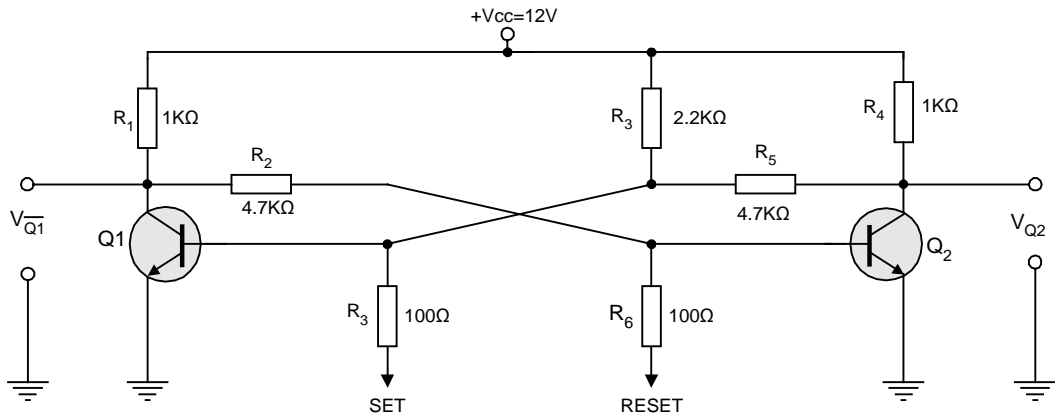 +Vcc=12V
R1
1KΩ
R3
2.2KΩ
R4
1KΩ
R2
4.7KΩ
R5
4.7KΩ
VQ1
Q1
VQ2
Q2
R3
100Ω
R6
100Ω
SET
RESET